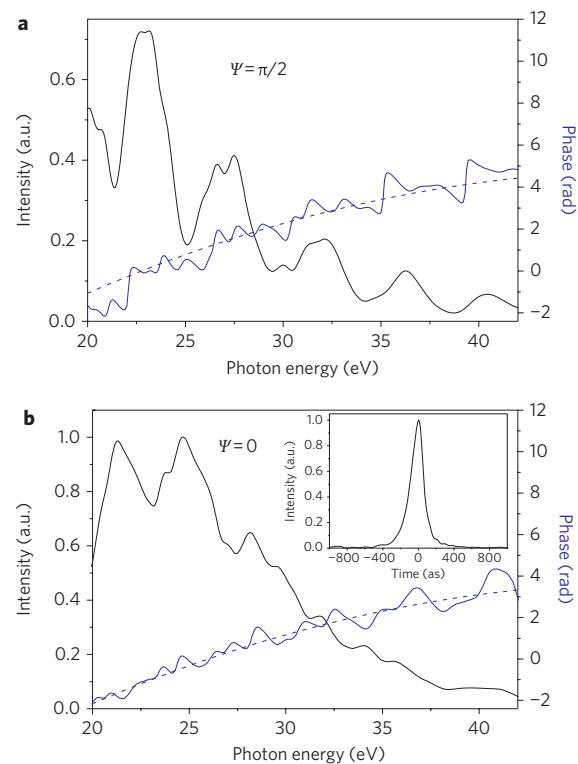 a
Ψ = π/2
Intensity (a.u.)
0.6
0.4
0.2
0.0
12
10
8
6
4
2
0
−2
Phase (rad)
20 25 30 35 40
Photon energy (eV)
b
Ψ = 0
Intensity (a.u.)
1.0
0.8
0.6
0.4
0.2
0.0
12
10
8
6
4
2
0
−2
Phase (rad)
Intensity (a.u.)
1.0
0.8
0.6
0.4
0.2
0.0
−800 −400 0 400 800
Time (as)
20 25 30 35 40
Photon energy (eV)